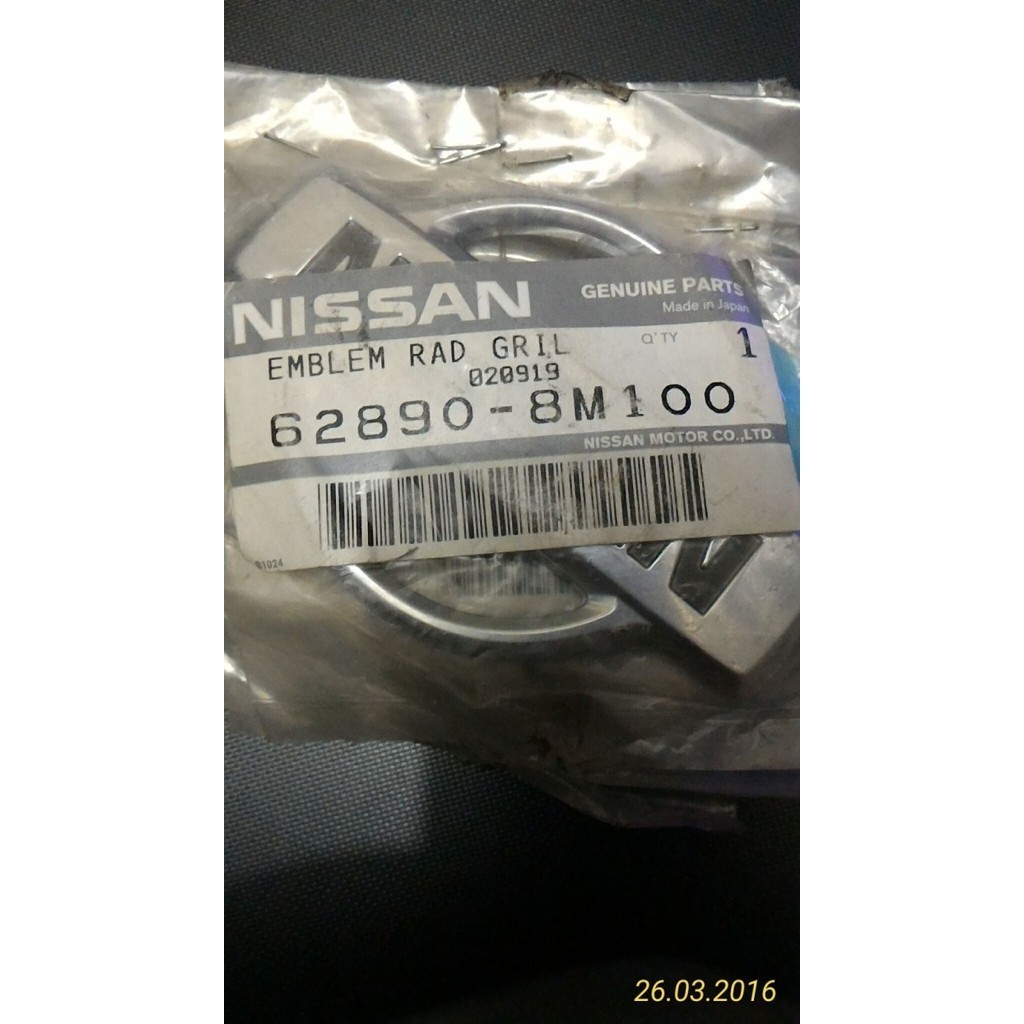 NISSAN
GENUINE PARTS
Made in Japan
EMBLEM RAD GRIL
Q'TY 1
020919
62890-8M100
NISSAN MOTOR CO.,LTD.
26.03.2016